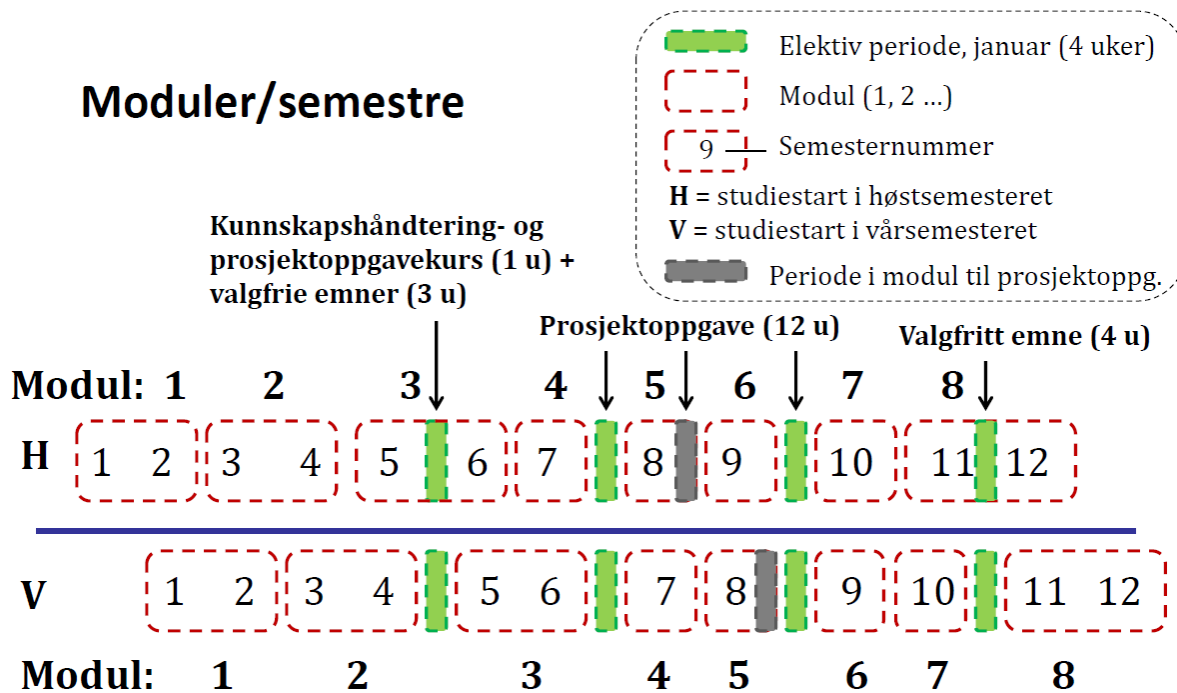 Moduler/semestre
Elektiv periode, januar (4 uker)
Modul (1, 2 ...)
9 Semesternummer
H = studiestart i høstsemesteret
V = studiestart i vårsemesteret
Periode i modul til prosjektoppg.
Kunnskapshåndtering- og
prosjektoppgavekurs (1 u) +
valgfrie emner (3 u)
Prosjektoppgave (12 u)
Valgfritt emne (4 u)
Modul: 1 2 3 4 5 6 7 8
H 1 2 3 4 5 6 7 8 9 10 11 12
V 1 2 3 4 5 6 7 8 9 10 11 12
Modul: 1 2 3 4 5 6 7 8